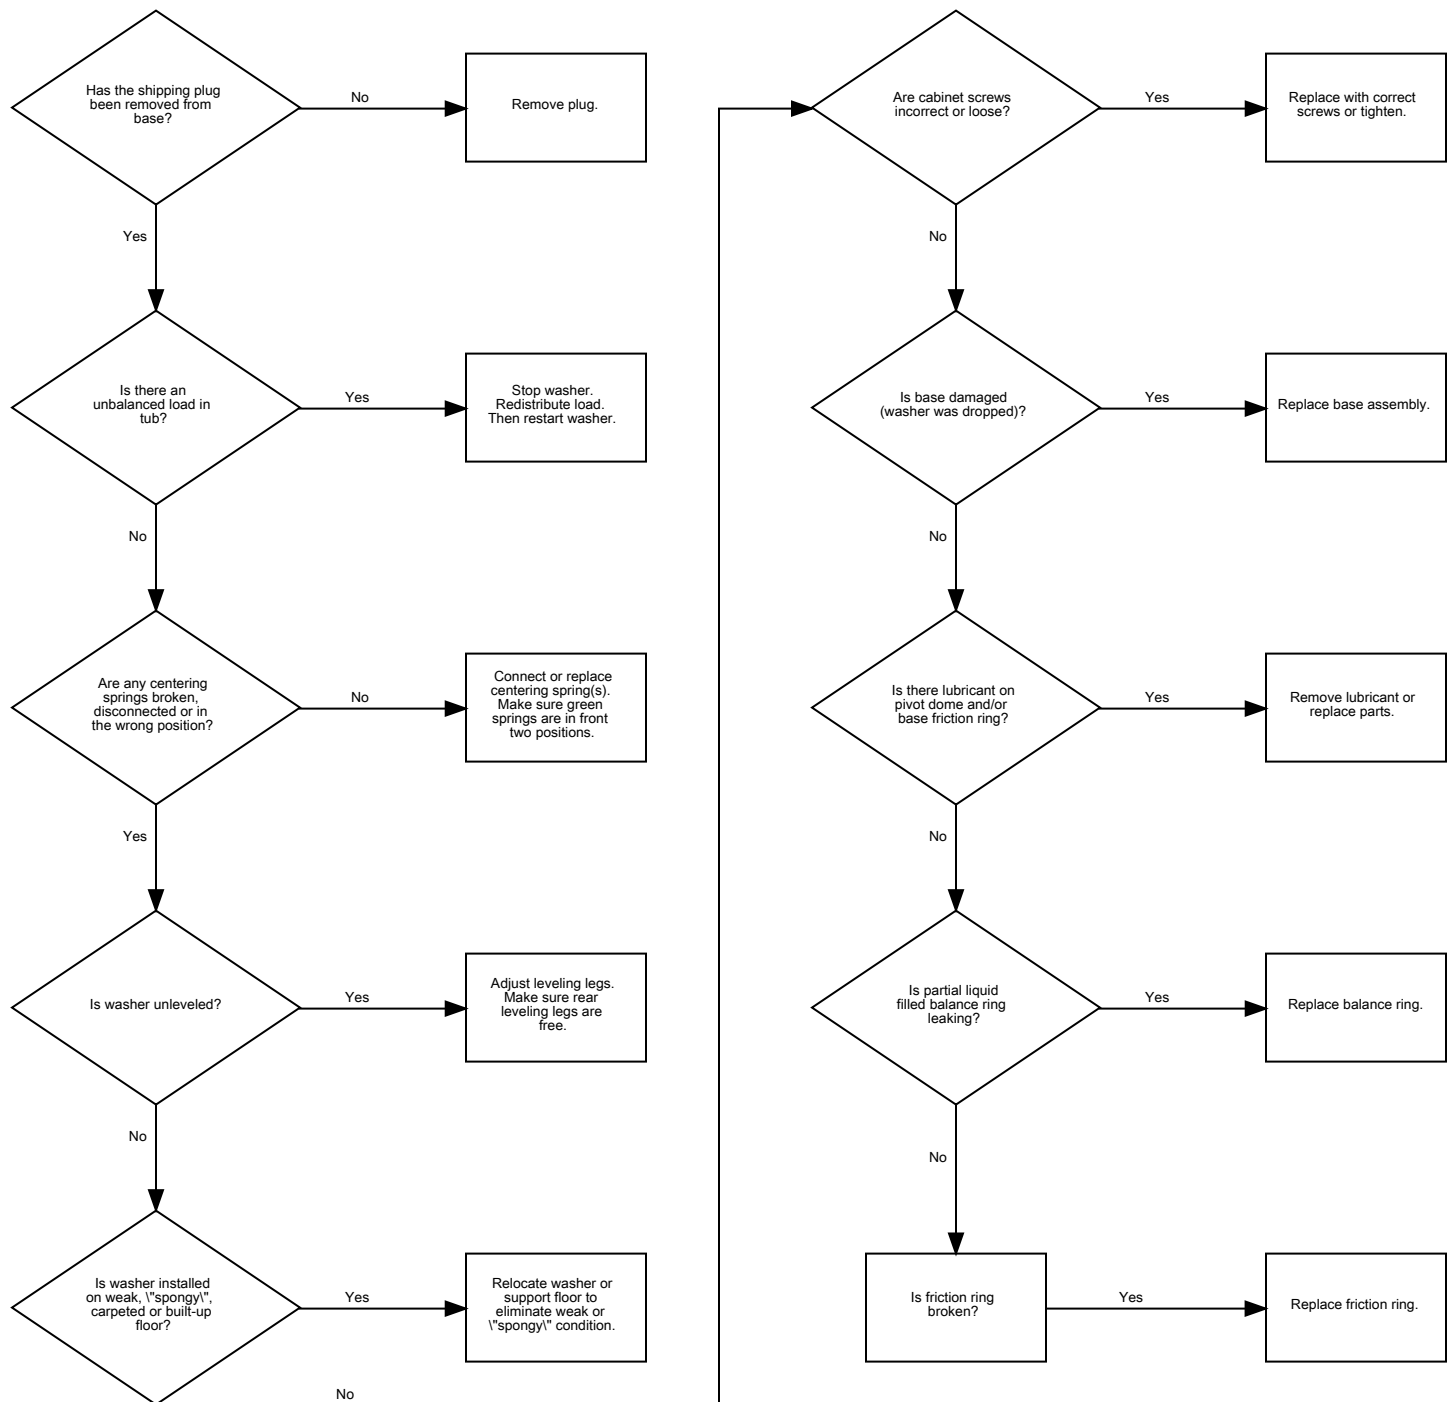 Has the shipping plug
been removed from
base?
No
Remove plug.
Yes
Is there an
unbalanced load in
tub?
Yes
Stop washer.
Redistribute load.
Then restart washer.
No
Are any centering
springs broken,
disconnected or in
the wrong position?
No
Connect or replace
centering spring(s).
Make sure green
springs are in front
two positions.
Yes
Is washer unleveled?
Yes
Adjust leveling legs.
Make sure rear
leveling legs are
free.
No
Is washer installed
on weak, \"spongy\",
carpeted or built-up
floor?
Yes
Relocate washer or
support floor to
eliminate weak or
\"spongy\" condition.
No
Are cabinet screws
incorrect or loose?
Yes
Replace with correct
screws or tighten.
No
Is base damaged
(washer was dropped)?
Yes
Replace base assembly.
No
Is there lubricant on
pivot dome and/or
base friction ring?
Yes
Remove lubricant or
replace parts.
No
Is partial liquid
filled balance ring
leaking?
Yes
Replace balance ring.
No
Is friction ring
broken?
Yes
Replace friction ring.